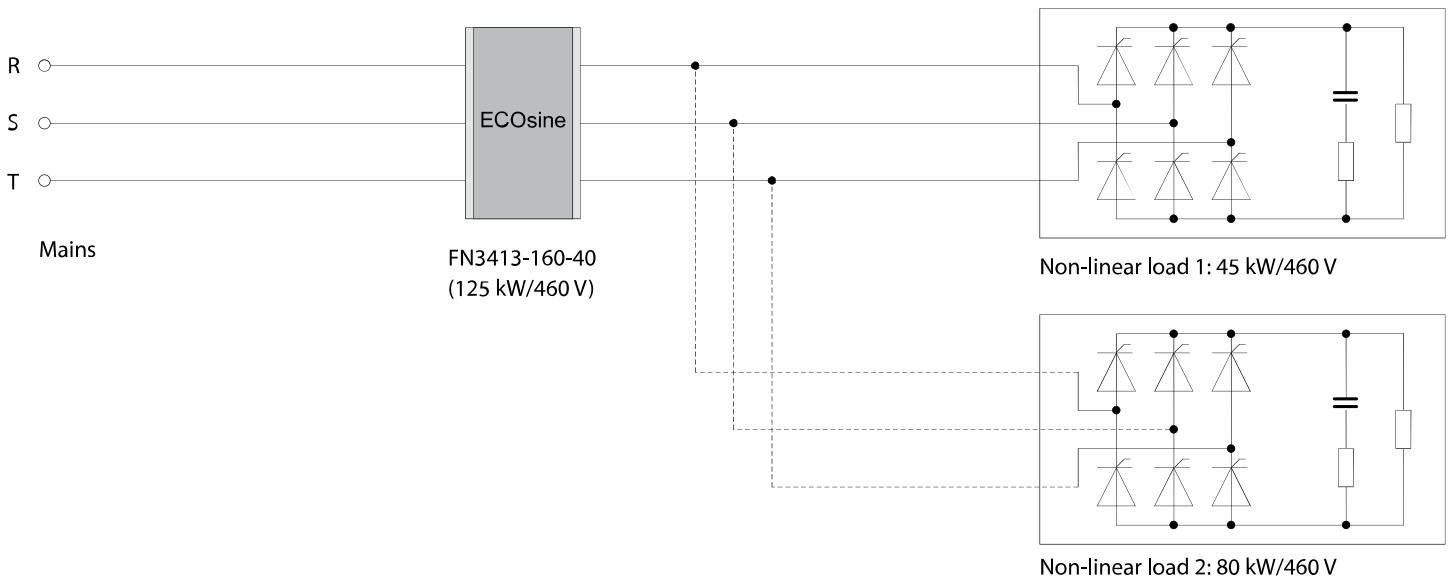 R
S
T
Mains
ECOsine
FN3413-160-40
(125 kW/460 V)
Non-linear load 1: 45 kW/460 V
Non-linear load 2: 80 kW/460 V